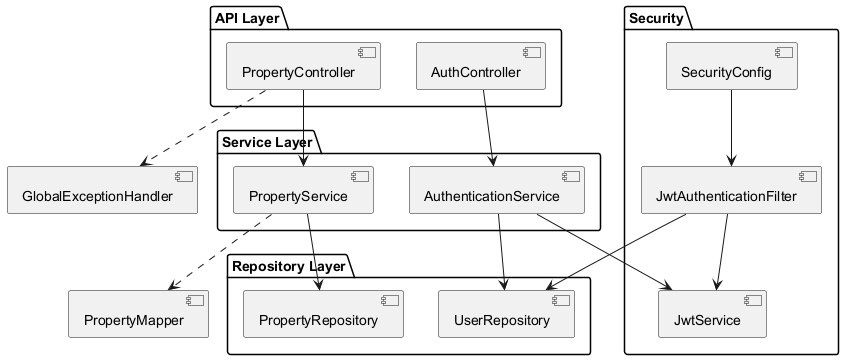 API Layer
Security
PropertyController
AuthController
SecurityConfig
Service Layer
GlobalExceptionHandler
PropertyService
AuthenticationService
JwtAuthenticationFilter
Repository Layer
PropertyMapper
PropertyRepository
UserRepository
JwtService